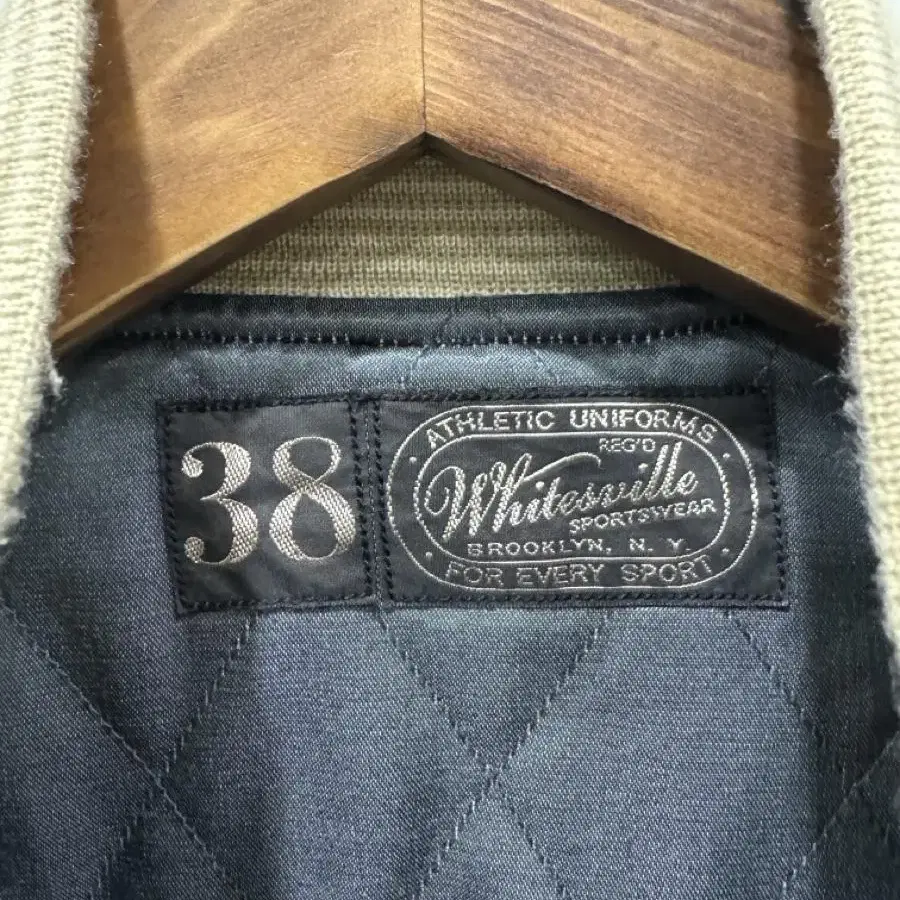 38
ATHLETIC UNIFORMS
REG'D
Whitesville
SPORTSWEAR
BROOKLYN, N. Y.
FOR EVERY SPORT